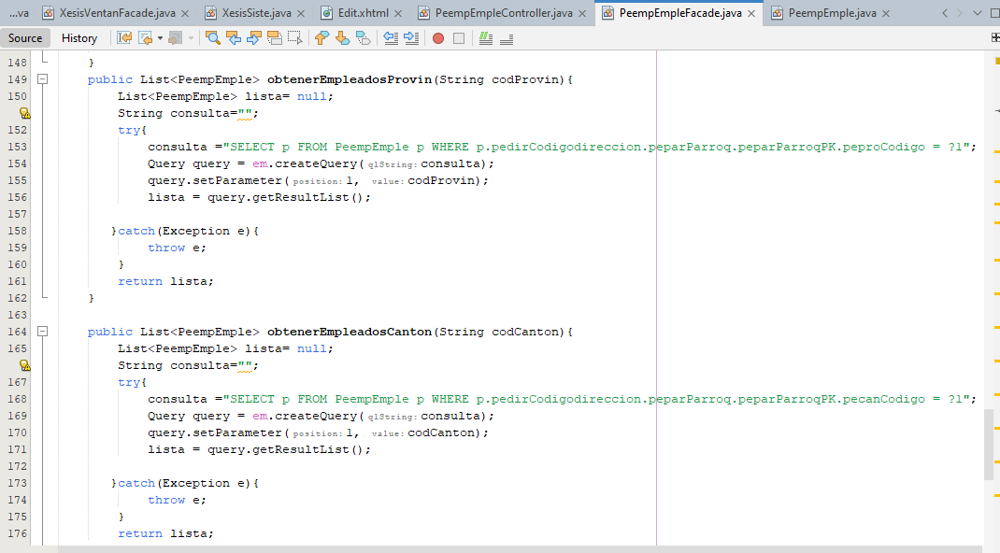 ...va XesisVentanFacade.java XesisSiste.java Edit.xhtml PeempEmpleController.java PeempEmpleFacade.java PeempEmple.java
Source History
148 }
149 public List<PeempEmple> obtenerEmpleadosProvin(String codProvin){
150 List<PeempEmple> lista= null;
String consulta="";
152 try{
153 consulta ="SELECT p FROM PeempEmple p WHERE p.pedirCodigodireccion.peparParroq.peparParroqPK.peproCodigo = ?1";
154 Query query = em.createQuery(qlString: consulta);
155 query.setParameter(position: 1, value: codProvin);
156 lista = query.getResultList();
157
158 }catch(Exception e){
159 throw e;
160 }
161 return lista;
162 }
163
164 public List<PeempEmple> obtenerEmpleadosCanton(String codCanton){
165 List<PeempEmple> lista= null;
String consulta="";
167 try{
168 consulta ="SELECT p FROM PeempEmple p WHERE p.pedirCodigodireccion.peparParroq.peparParroqPK.pecanCodigo = ?1";
169 Query query = em.createQuery(qlString: consulta);
170 query.setParameter(position: 1, value: codCanton);
171 lista = query.getResultList();
172
173 }catch(Exception e){
174 throw e;
175 }
176 return lista;